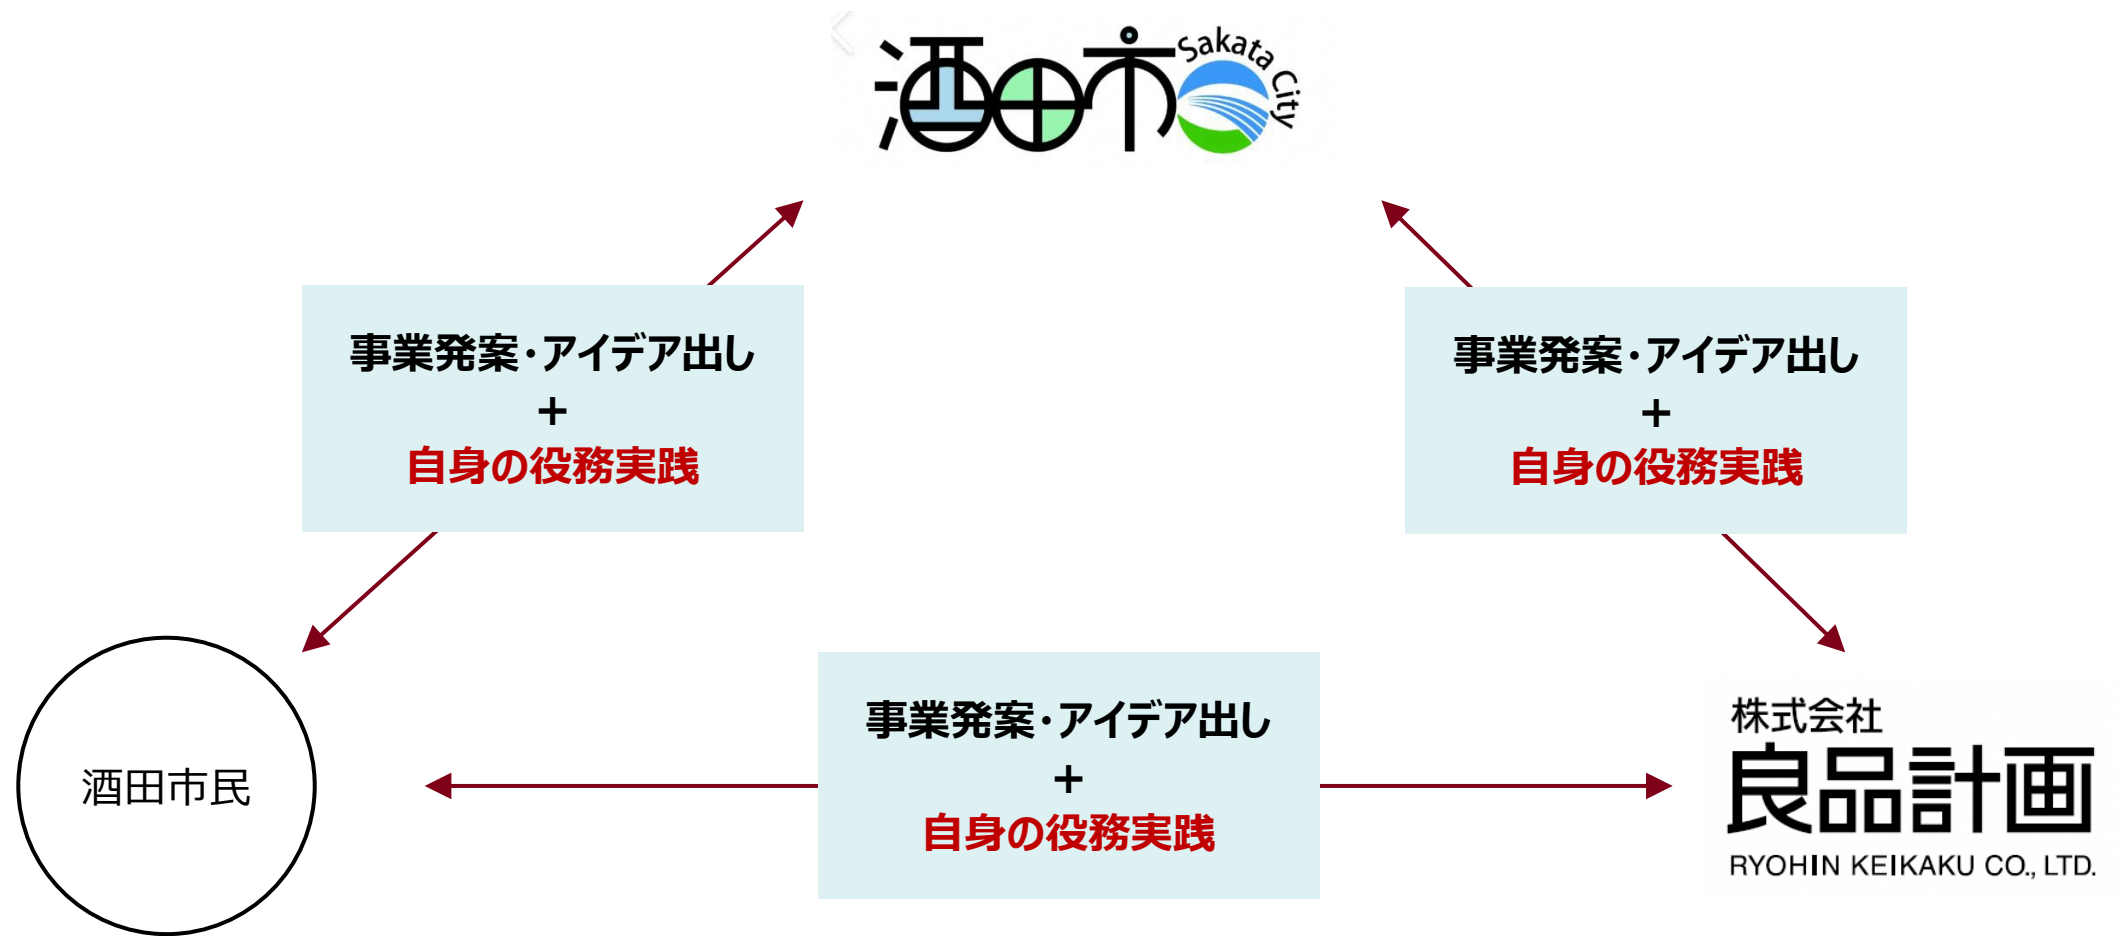 酒田市 Sakata City
事業発案・アイデア出し
+
自身の役務実践
事業発案・アイデア出し
+
自身の役務実践
酒田市民
事業発案・アイデア出し
+
自身の役務実践
株式会社
良品計画
RYOHIN KEIKAKU CO., LTD.